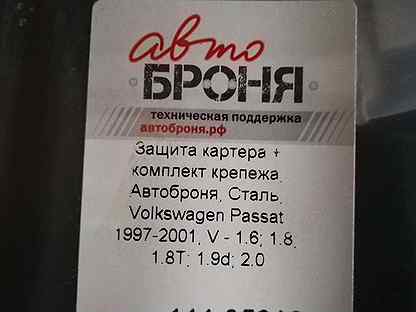 авто
БРОНЯ
техническая поддержка
автоброня.рф
Защита картера +
комплект крепежа,
Автоброня, Сталь,
Volkswagen Passat
1997-2001, V - 1.6; 1.8;
1.8T; 1.9d; 2.0